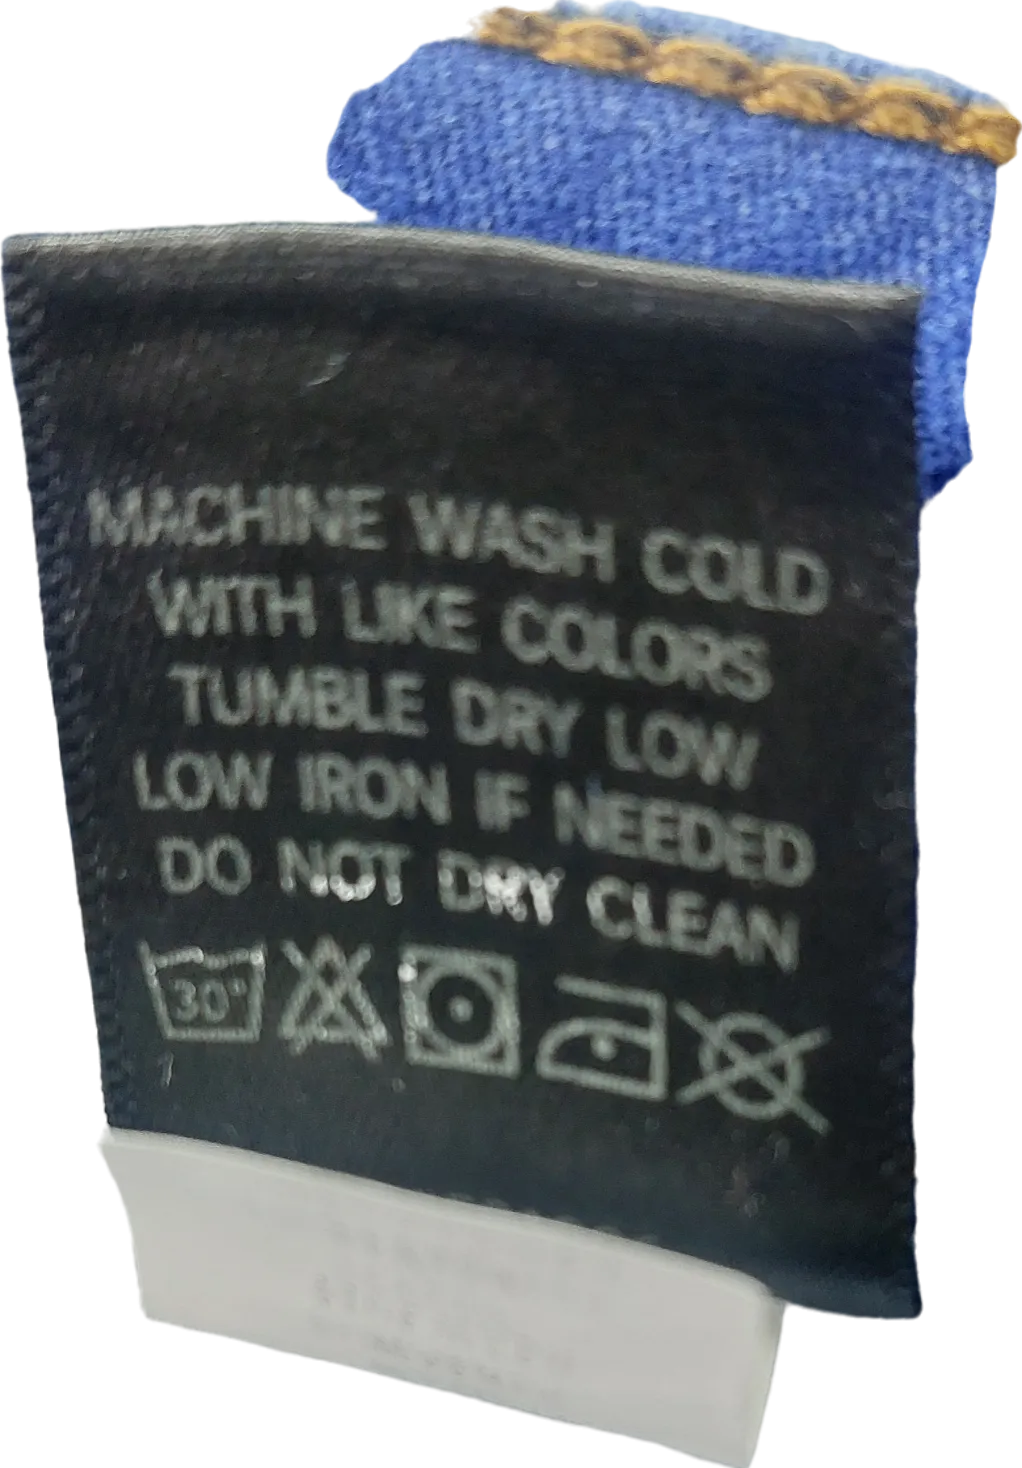 MACHINE WASH COLD
WITH LIKE COLORS
TUMBLE DRY LOW
LOW IRON IF NEEDED
DO NOT DRY CLEAN
30°